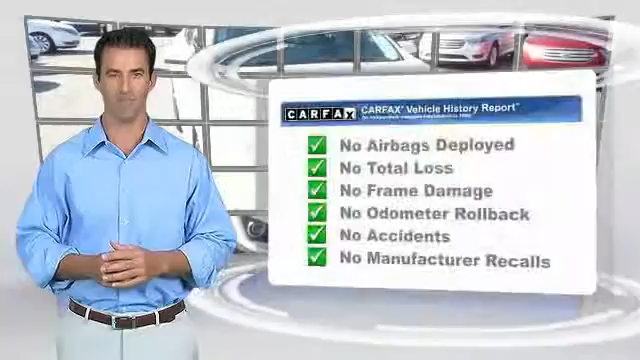 CARFAX CARFAX Vehicle History Report™
No Airbags Deployed
No Total Loss
No Frame Damage
No Odometer Rollback
No Accidents
No Manufacturer Recalls